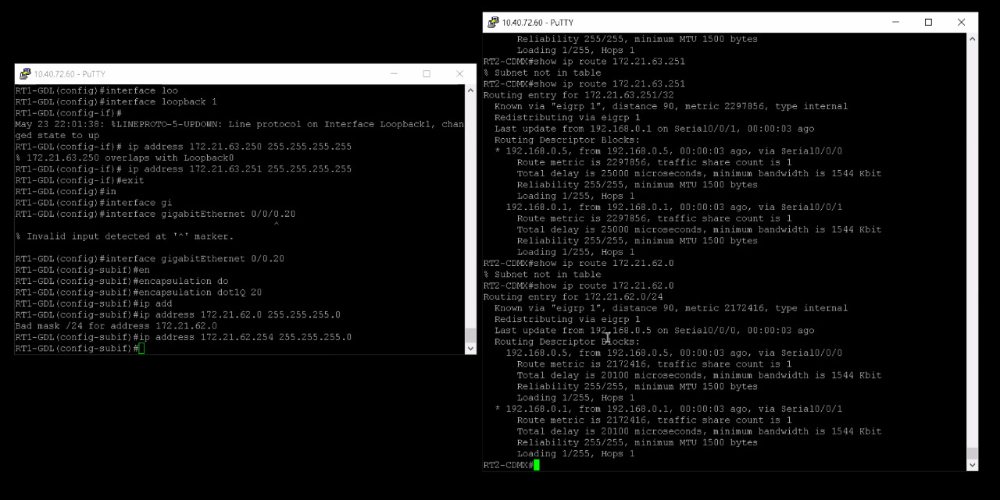 10.40.72.60 - PuTTY
RT1-GDL(config)#interface loo
RT1-GDL(config)#interface loopback 1
RT1-GDL(config-if)#
May 23 22:01:38: %LINEPROTO-5-UPDOWN: Line protocol on Interface Loopback1, chan
ged state to up
RT1-GDL(config-if)# ip address 172.21.63.250 255.255.255.255
% 172.21.63.250 overlaps with Loopback0
RT1-GDL(config-if)# ip address 172.21.63.251 255.255.255.255
RT1-GDL(config-if)#exit
RT1-GDL(config)#in
RT1-GDL(config)#interface gi
RT1-GDL(config)#interface gigabitEthernet 0/0/0.20
^
% Invalid input detected at '^' marker.
RT1-GDL(config)#interface gigabitEthernet 0/0.20
RT1-GDL(config-subif)#en
RT1-GDL(config-subif)#encapsulation do
RT1-GDL(config-subif)#encapsulation dot1Q 20
RT1-GDL(config-subif)#ip add
RT1-GDL(config-subif)#ip address 172.21.62.0 255.255.255.0
Bad mask /24 for address 172.21.62.0
RT1-GDL(config-subif)#ip address 172.21.62.254 255.255.255.0
RT1-GDL(config-subif)#
10.40.72.60 - PuTTY
Reliability 255/255, minimum MTU 1500 bytes
Loading 1/255, Hops 1
RT2-CDMX#show ip route 172.21.63.251
% Subnet not in table
RT2-CDMX#show ip route 172.21.63.251
Routing entry for 172.21.63.251/32
Known via "eigrp 1", distance 90, metric 2297856, type internal
Redistributing via eigrp 1
Last update from 192.168.0.1 on Serial0/0/1, 00:00:03 ago
Routing Descriptor Blocks:
* 192.168.0.5, from 192.168.0.5, 00:00:03 ago, via Serial0/0/0
Route metric is 2297856, traffic share count is 1
Total delay is 25000 microseconds, minimum bandwidth is 1544 Kbit
Reliability 255/255, minimum MTU 1500 bytes
Loading 1/255, Hops 1
192.168.0.1, from 192.168.0.1, 00:00:03 ago, via Serial0/0/1
Route metric is 2297856, traffic share count is 1
Total delay is 25000 microseconds, minimum bandwidth is 1544 Kbit
Reliability 255/255, minimum MTU 1500 bytes
Loading 1/255, Hops 1
RT2-CDMX#show ip route 172.21.62.0
% Subnet not in table
RT2-CDMX#show ip route 172.21.62.0
Routing entry for 172.21.62.0/24
Known via "eigrp 1", distance 90, metric 2172416, type internal
Redistributing via eigrp 1
Last update from 192.168.0.5 on Serial0/0/0, 00:00:03 ago
Routing Descriptor Blocks:
192.168.0.5, from 192.168.0.5, 00:00:03 ago, via Serial0/0/0
Route metric is 2172416, traffic share count is 1
Total delay is 20100 microseconds, minimum bandwidth is 1544 Kbit
Reliability 255/255, minimum MTU 1500 bytes
Loading 1/255, Hops 1
* 192.168.0.1, from 192.168.0.1, 00:00:03 ago, via Serial0/0/1
Route metric is 2172416, traffic share count is 1
Total delay is 20100 microseconds, minimum bandwidth is 1544 Kbit
Reliability 255/255, minimum MTU 1500 bytes
Loading 1/255, Hops 1
RT2-CDMX#